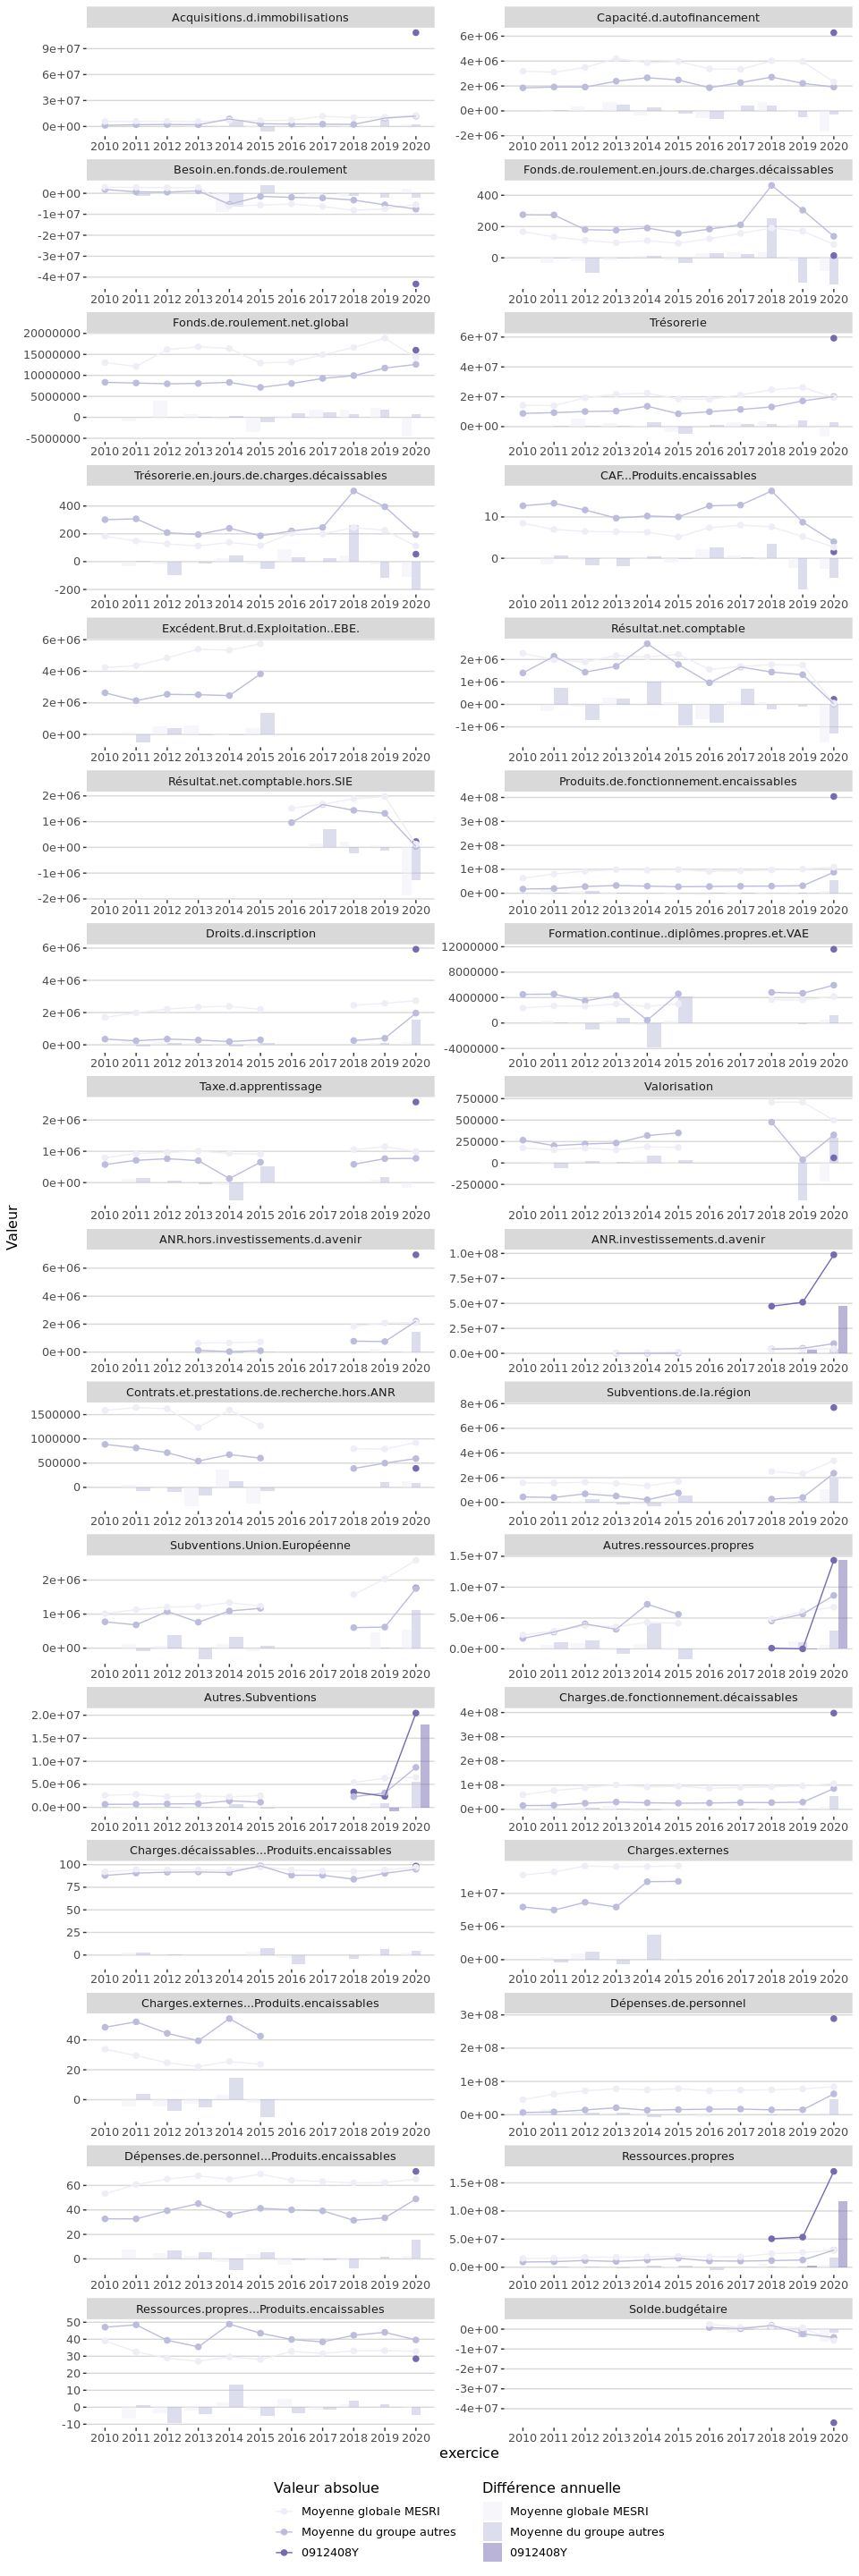 Acquisitions.d.immobilisations
9e+07
6e+07
3e+07
0e+00
2010 2011 2012 2013 2014 2015 2016 2017 2018 2019 2020
Capacité.d.autofinancement
6e+06
4e+06
2e+06
0e+00
-2e+06
2010 2011 2012 2013 2014 2015 2016 2017 2018 2019 2020
Besoin.en.fonds.de.roulement
0e+00
-1e+07
-2e+07
-3e+07
-4e+07
2010 2011 2012 2013 2014 2015 2016 2017 2018 2019 2020
Fonds.de.roulement.en.jours.de.charges.décaissables
400
200
0
2010 2011 2012 2013 2014 2015 2016 2017 2018 2019 2020
Fonds.de.roulement.net.global
20000000
15000000
10000000
5000000
0
-5000000
2010 2011 2012 2013 2014 2015 2016 2017 2018 2019 2020
Trésorerie
6e+07
4e+07
2e+07
0e+00
2010 2011 2012 2013 2014 2015 2016 2017 2018 2019 2020
Trésorerie.en.jours.de.charges.décaissables
400
200
0
-200
2010 2011 2012 2013 2014 2015 2016 2017 2018 2019 2020
CAF...Produits.encaissables
10
0
2010 2011 2012 2013 2014 2015 2016 2017 2018 2019 2020
Excédent.Brut.d.Exploitation..EBE.
6e+06
4e+06
2e+06
0e+00
2010 2011 2012 2013 2014 2015 2016 2017 2018 2019 2020
Résultat.net.comptable
2e+06
1e+06
0e+00
-1e+06
2010 2011 2012 2013 2014 2015 2016 2017 2018 2019 2020
Résultat.net.comptable.hors.SIE
2e+06
1e+06
0e+00
-1e+06
-2e+06
2010 2011 2012 2013 2014 2015 2016 2017 2018 2019 2020
Produits.de.fonctionnement.encaissables
4e+08
3e+08
2e+08
1e+08
0e+00
2010 2011 2012 2013 2014 2015 2016 2017 2018 2019 2020
Droits.d.inscription
6e+06
4e+06
2e+06
0e+00
2010 2011 2012 2013 2014 2015 2016 2017 2018 2019 2020
Formation.continue..diplômes.propres.et.VAE
12000000
8000000
4000000
0
-4000000
2010 2011 2012 2013 2014 2015 2016 2017 2018 2019 2020
Taxe.d.apprentissage
2e+06
1e+06
0e+00
2010 2011 2012 2013 2014 2015 2016 2017 2018 2019 2020
Valorisation
750000
500000
250000
0
-250000
2010 2011 2012 2013 2014 2015 2016 2017 2018 2019 2020
Valeur
ANR.hors.investissements.d.avenir
6e+06
4e+06
2e+06
0e+00
2010 2011 2012 2013 2014 2015 2016 2017 2018 2019 2020
ANR.investissements.d.avenir
1.0e+08
7.5e+07
5.0e+07
2.5e+07
0.0e+00
2010 2011 2012 2013 2014 2015 2016 2017 2018 2019 2020
Contrats.et.prestations.de.recherche.hors.ANR
1500000
1000000
500000
0
2010 2011 2012 2013 2014 2015 2016 2017 2018 2019 2020
Subventions.de.la.région
8e+06
6e+06
4e+06
2e+06
0e+00
2010 2011 2012 2013 2014 2015 2016 2017 2018 2019 2020
Subventions.Union.Européenne
2e+06
1e+06
0e+00
2010 2011 2012 2013 2014 2015 2016 2017 2018 2019 2020
Autres.ressources.propres
1.5e+07
1.0e+07
5.0e+06
0.0e+00
2010 2011 2012 2013 2014 2015 2016 2017 2018 2019 2020
Autres.Subventions
2.0e+07
1.5e+07
1.0e+07
5.0e+06
0.0e+00
2010 2011 2012 2013 2014 2015 2016 2017 2018 2019 2020
Charges.de.fonctionnement.décaissables
4e+08
3e+08
2e+08
1e+08
0e+00
2010 2011 2012 2013 2014 2015 2016 2017 2018 2019 2020
Charges.décaissables...Produits.encaissables
100
75
50
25
0
2010 2011 2012 2013 2014 2015 2016 2017 2018 2019 2020
Charges.externes
1e+07
5e+06
0e+00
2010 2011 2012 2013 2014 2015 2016 2017 2018 2019 2020
Charges.externes...Produits.encaissables
40
20
0
2010 2011 2012 2013 2014 2015 2016 2017 2018 2019 2020
Dépenses.de.personnel
3e+08
2e+08
1e+08
0e+00
2010 2011 2012 2013 2014 2015 2016 2017 2018 2019 2020
Dépenses.de.personnel...Produits.encaissables
60
40
20
0
2010 2011 2012 2013 2014 2015 2016 2017 2018 2019 2020
Ressources.propres
1.5e+08
1.0e+08
5.0e+07
0.0e+00
2010 2011 2012 2013 2014 2015 2016 2017 2018 2019 2020
Ressources.propres...Produits.encaissables
50
40
30
20
10
0
-10
2010 2011 2012 2013 2014 2015 2016 2017 2018 2019 2020
Solde.budgétaire
0e+00
-1e+07
-2e+07
-3e+07
-4e+07
2010 2011 2012 2013 2014 2015 2016 2017 2018 2019 2020
exercice
Valeur absolue
Moyenne globale MESRI
Moyenne du groupe autres
0912408Y
Différence annuelle
Moyenne globale MESRI
Moyenne du groupe autres
0912408Y